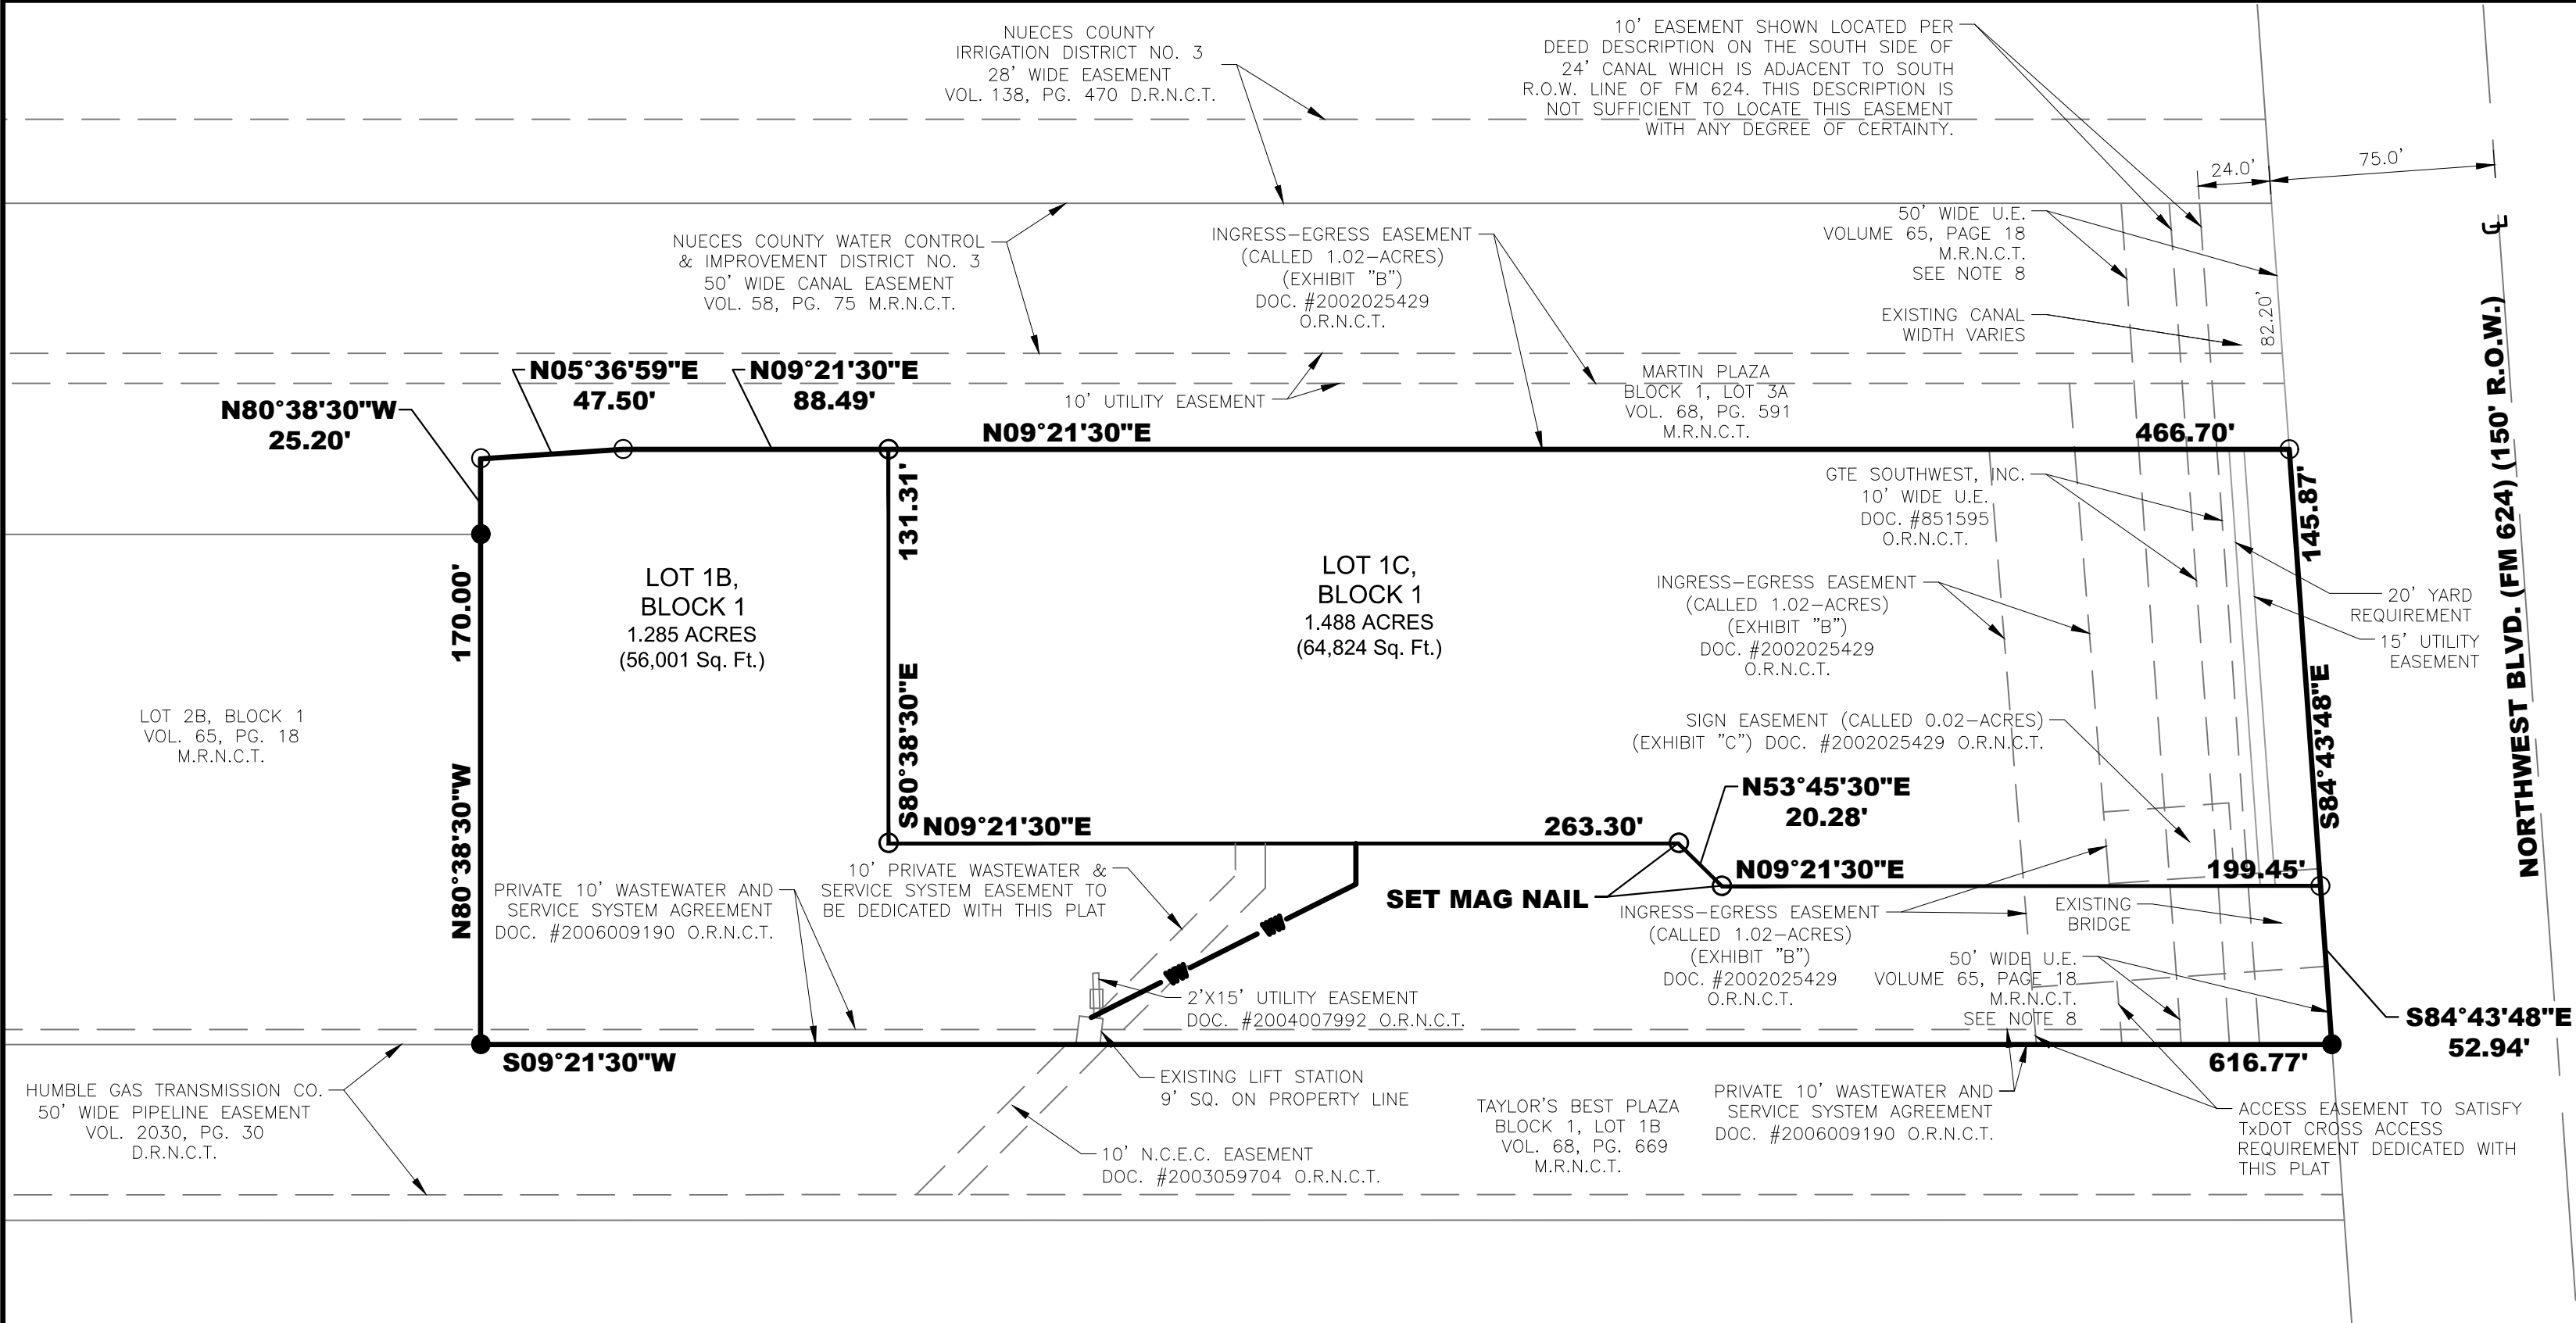 NUECES COUNTY
IRRIGATION DISTRICT NO. 3
28' WIDE EASEMENT
VOL. 138, PG. 470 D.R.N.C.T.
10' EASEMENT SHOWN LOCATED PER
DEED DESCRIPTION ON THE SOUTH SIDE OF
24' CANAL WHICH IS ADJACENT TO SOUTH
R.O.W. LINE OF FM 624. THIS DESCRIPTION IS
NOT SUFFICIENT TO LOCATE THIS EASEMENT
WITH ANY DEGREE OF CERTAINTY.
24.0'
75.0'
NUECES COUNTY WATER CONTROL
& IMPROVEMENT DISTRICT NO. 3
50' WIDE CANAL EASEMENT
VOL. 58, PG. 75 M.R.N.C.T.
INGRESS-EGRESS EASEMENT
(CALLED 1.02-ACRES)
(EXHIBIT "B")
DOC. #2002025429
O.R.N.C.T.
50' WIDE U.E.
VOLUME 65, PAGE 18
M.R.N.C.T.
SEE NOTE 8
EXISTING CANAL
WIDTH VARIES
82.20'
CL
NORTHWEST BLVD. (FM 624) (150' R.O.W.)
N80°38'30"W
25.20'
N05°36'59"E
47.50'
N09°21'30"E
88.49'
10' UTILITY EASEMENT
MARTIN PLAZA
BLOCK 1, LOT 3A
VOL. 68, PG. 591
M.R.N.C.T.
N09°21'30"E
466.70'
145.87'
S84°43'48"E
131.31'
S80°38'30"E
170.00'
N80°38'30"W
LOT 1B,
BLOCK 1
1.285 ACRES
(56,001 Sq. Ft.)
LOT 1C,
BLOCK 1
1.488 ACRES
(64,824 Sq. Ft.)
GTE SOUTHWEST, INC.
10' WIDE U.E.
DOC. #851595
O.R.N.C.T.
INGRESS-EGRESS EASEMENT
(CALLED 1.02-ACRES)
(EXHIBIT "B")
DOC. #2002025429
O.R.N.C.T.
20' YARD
REQUIREMENT
15' UTILITY
EASEMENT
SIGN EASEMENT (CALLED 0.02-ACRES)
(EXHIBIT "C") DOC. #2002025429 O.R.N.C.T.
LOT 2B, BLOCK 1
VOL. 65, PG. 18
M.R.N.C.T.
N09°21'30"E
263.30'
N53°45'30"E
20.28'
N09°21'30"E
199.45'
SET MAG NAIL
PRIVATE 10' WASTEWATER AND
SERVICE SYSTEM AGREEMENT
DOC. #2006009190 O.R.N.C.T.
10' PRIVATE WASTEWATER &
SERVICE SYSTEM EASEMENT TO
BE DEDICATED WITH THIS PLAT
INGRESS-EGRESS EASEMENT
(CALLED 1.02-ACRES)
(EXHIBIT "B")
DOC. #2002025429
O.R.N.C.T.
EXISTING
BRIDGE
50' WIDE U.E.
VOLUME 65, PAGE 18
M.R.N.C.T.
SEE NOTE 8
2'X15' UTILITY EASEMENT
DOC. #2004007992 O.R.N.C.T.
S84°43'48"E
52.94'
S09°21'30"W
616.77'
HUMBLE GAS TRANSMISSION CO.
50' WIDE PIPELINE EASEMENT
VOL. 2030, PG. 30
D.R.N.C.T.
EXISTING LIFT STATION
9' SQ. ON PROPERTY LINE
10' N.C.E.C. EASEMENT
DOC. #2003059704 O.R.N.C.T.
TAYLOR'S BEST PLAZA
BLOCK 1, LOT 1B
VOL. 68, PG. 669
M.R.N.C.T.
PRIVATE 10' WASTEWATER AND
SERVICE SYSTEM AGREEMENT
DOC. #2006009190 O.R.N.C.T.
ACCESS EASEMENT TO SATISFY
TxDOT CROSS ACCESS
REQUIREMENT DEDICATED WITH
THIS PLAT